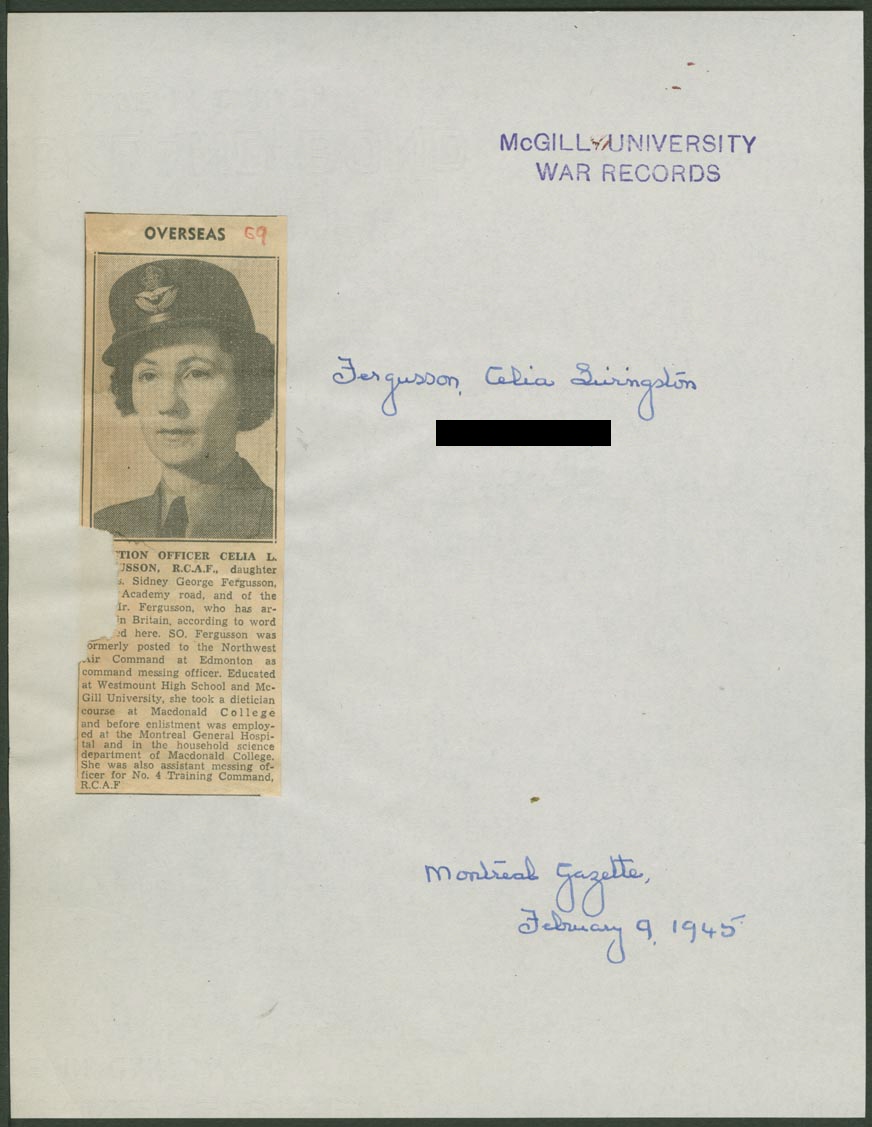 McGILL UNIVERSITY
WAR RECORDS
OVERSEAS 69
Fergusson, Celia Livingston
TION OFFICER CELIA L.
USSON, R.C.A.F., daughter
s. Sidney George Fergusson,
Academy road, and of the
Mr. Fergusson, who has ar-
in Britain, according to word
ed here. SO. Fergusson was
ormerly posted to the Northwest
Air Command at Edmonton as
command messing officer. Educated
at Westmount High School and Mc-
Gill University, she took a dietician
course at Macdonald College
and before enlistment was employ-
ed at the Montreal General Hospi-
tal and in the household science
department of Macdonald College.
She was also assistant messing of-
ficer for No. 4 Training Command,
R.C.A.F
Montreal Gazette,
February 9, 1945